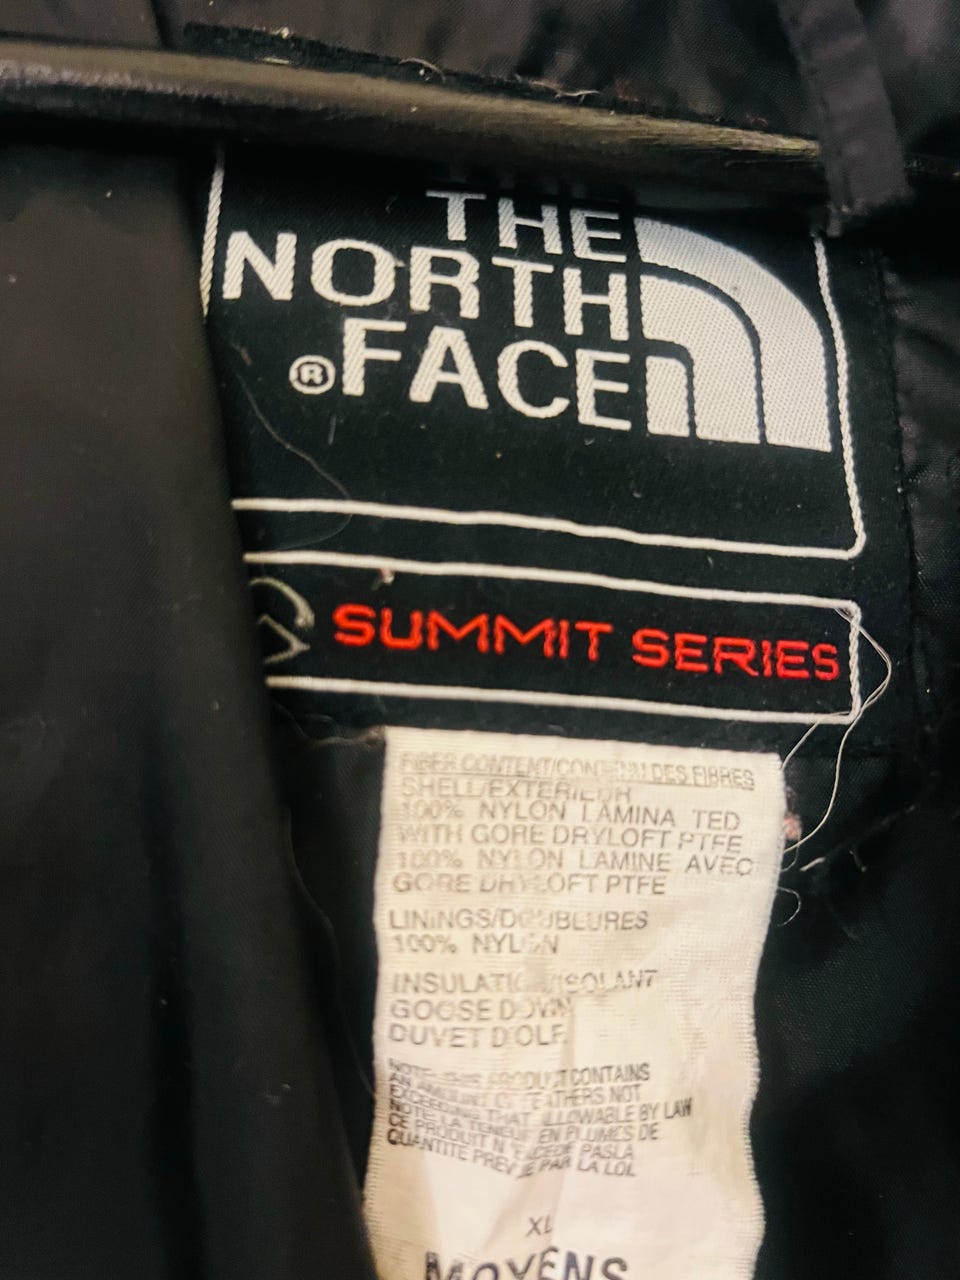 THE
NORTH
FACE ®
SUMMIT SERIES
FIBER CONTENT/CONTENU DES FIBRES
SHELL/EXTERIEUR
100% NYLON LAMINA TED
WITH GORE DRYLOFT PTFE
100% NYLON LAMINE AVEC
GORE DRYLOFT PTFE
LININGS/DOUBLURES
100% NYLON
INSULATION/ISOLANT
GOOSE DOWN
DUVET D'OLE
NOTE: THIS PRODUCT CONTAINS
AN AMOUNT OF FEATHERS NOT
EXCEEDING THAT ALLOWABLE BY LAW
NOTE: LA TENEUR EN PLUMES DE
CE PRODUIT N'EXCEDE PASLA
QUANTITE PREVUE PAR LA LOI.
XL
MOYENS